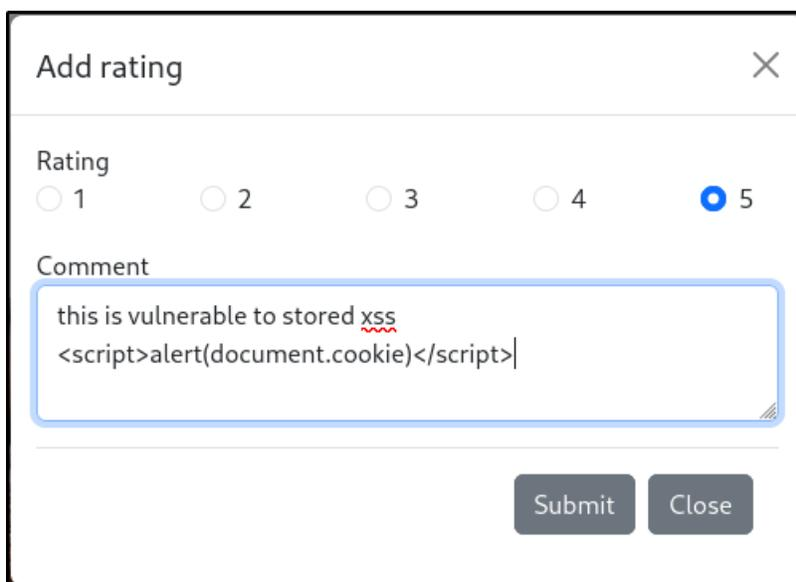 Add rating
Rating
1 2 3 4 5
Comment
this is vulnerable to stored xss
<script>alert(document.cookie)</script>
Submit Close